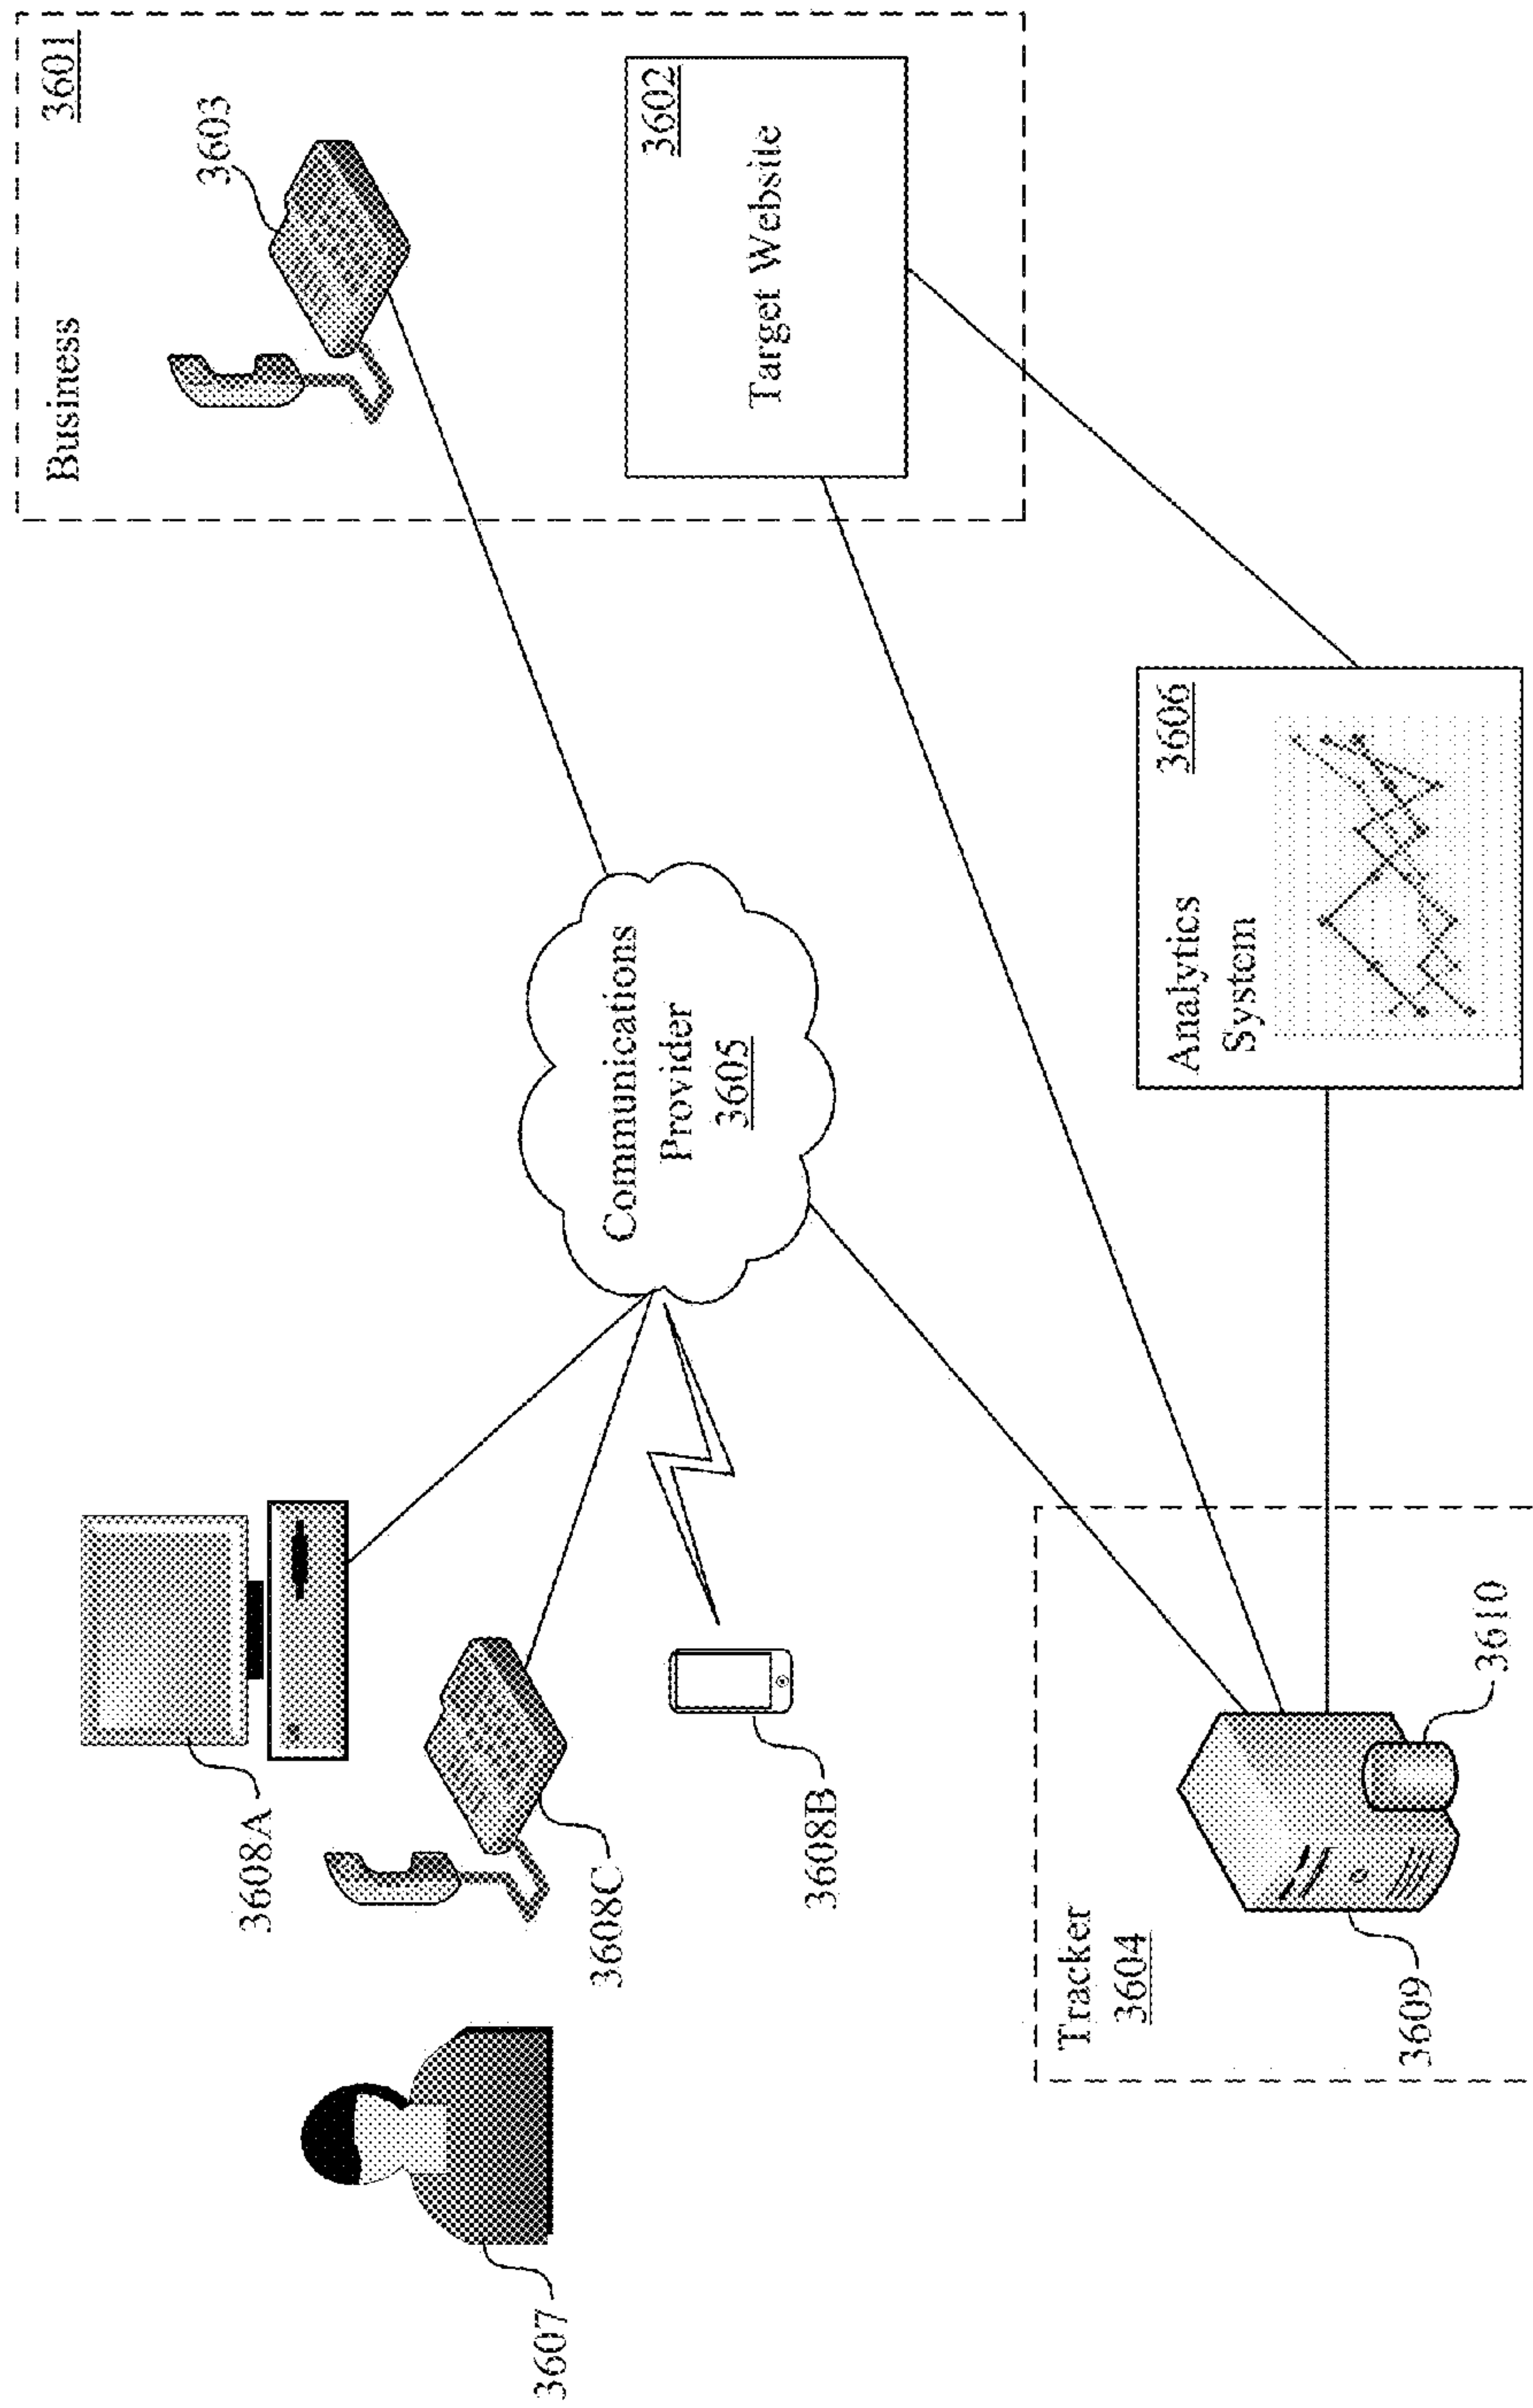 3607
3608A
3608C
3608B
Communications
Provider
3605
Business
3601
3603
3602
Target Website
Tracker
3604
3609
3610
Analytics
System
3606